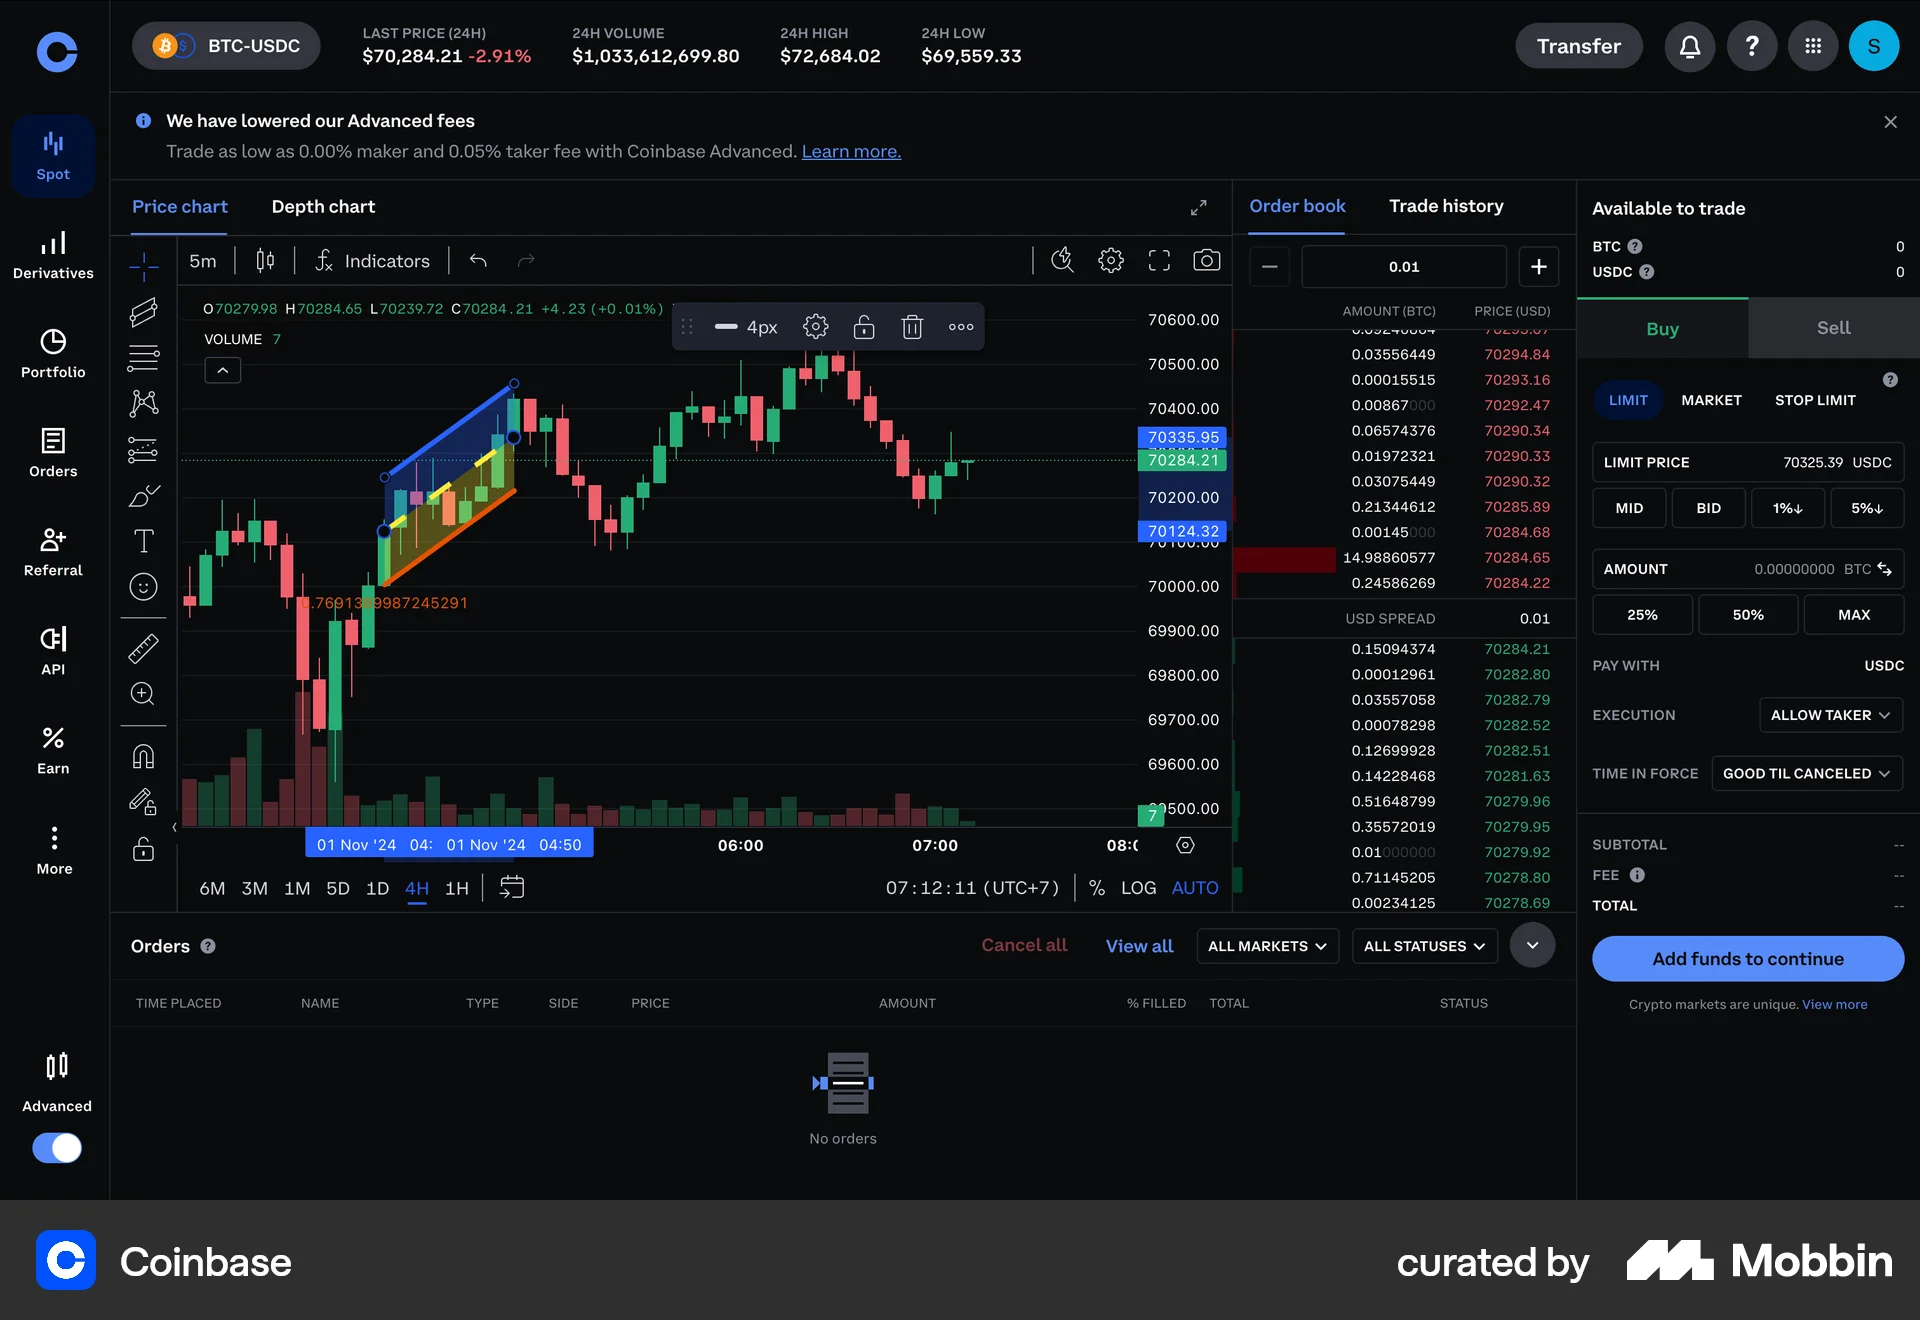 BTC-USDC
LAST PRICE (24H)
$70,284.21 -2.91%
24H VOLUME
$1,033,612,699.80
24H HIGH
$72,684.02
24H LOW
$69,559.33
Transfer
?
S
Spot
Derivatives
Portfolio
Orders
Referral
API
Earn
More
Advanced
We have lowered our Advanced fees
Trade as low as 0.00% maker and 0.05% taker fee with Coinbase Advanced. Learn more.
Price chart
Depth chart
5m
Indicators
O70279.98 H70284.65 L70239.72 C70284.21 +4.23 (+0.01%)
VOLUME 7
4px
70600.00
70500.00
70400.00
70335.95
70284.21
70200.00
70124.32
70100.00
70000.00
69900.00
69800.00
69700.00
69600.00
69500.00
7
01 Nov '24 04: 01 Nov '24 04:50
06:00
07:00
6M 3M 1M 5D 1D 4H 1H
07:12:11 (UTC+7)
% LOG AUTO
Order book
Trade history
0.01
AMOUNT (BTC) PRICE (USD)
0.03556449 70294.84
0.00015515 70293.16
0.00867000 70292.47
0.06574376 70290.34
0.01972321 70290.33
0.03075449 70290.32
0.21344612 70285.89
0.00145000 70284.68
14.98860577 70284.65
0.24586269 70284.22
USD SPREAD 0.01
0.15094374 70284.21
0.00012961 70282.80
0.03557058 70282.79
0.00078298 70282.52
0.12699928 70282.51
0.14228468 70281.63
0.51648799 70279.96
0.35572019 70279.95
0.01000000 70279.92
0.71145205 70278.80
0.00234125 70278.69
Available to trade
BTC ? 0
USDC ? 0
Buy
Sell
?
LIMIT
MARKET
STOP LIMIT
LIMIT PRICE 70325.39 USDC
MID
BID
1%↓
5%↓
AMOUNT 0.00000000 BTC
25%
50%
MAX
PAY WITH USDC
EXECUTION ALLOW TAKER
TIME IN FORCE GOOD TIL CANCELED
SUBTOTAL --
FEE --
TOTAL --
Add funds to continue
Crypto markets are unique. View more
Orders ?
Cancel all
View all
ALL MARKETS
ALL STATUSES
TIME PLACED NAME TYPE SIDE PRICE AMOUNT % FILLED TOTAL STATUS
No orders
Coinbase
curated by Mobbin